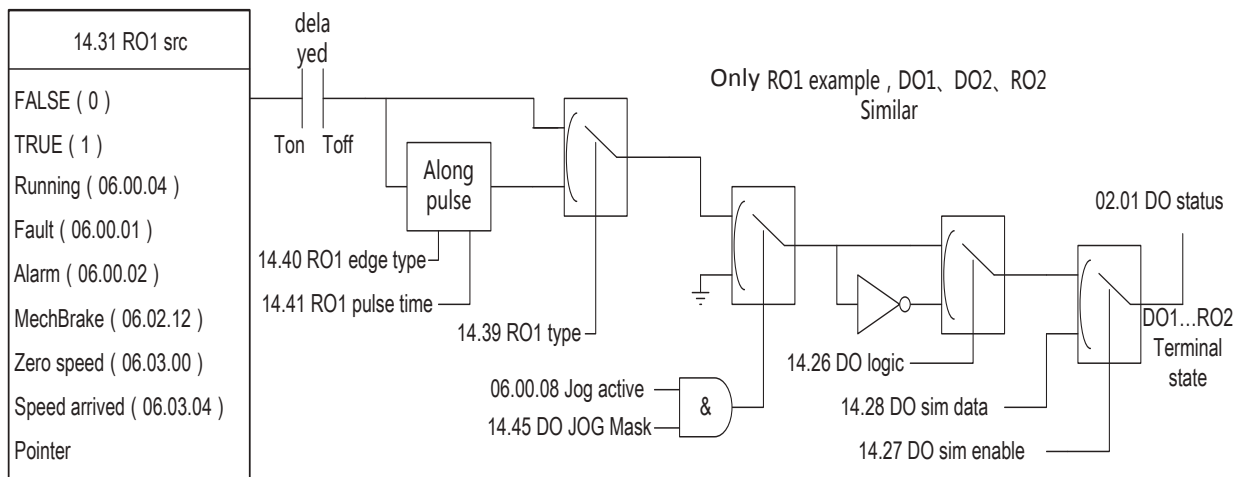 14.31 RO1 src
FALSE ( 0 )
TRUE ( 1 )
Running ( 06.00.04 )
Fault ( 06.00.01 )
Alarm ( 06.00.02 )
MechBrake ( 06.02.12 )
Zero speed ( 06.03.00 )
Speed arrived ( 06.03.04 )
Pointer
dela
yed
Ton Toff
Along
pulse
14.40 RO1 edge type
14.41 RO1 pulse time
14.39 RO1 type
Only RO1 example , DO1、DO2、RO2
Similar
06.00.08 Jog active
14.45 DO JOG Mask
&
14.26 DO logic
14.28 DO sim data
14.27 DO sim enable
02.01 DO status
DO1...RO2
Terminal
state